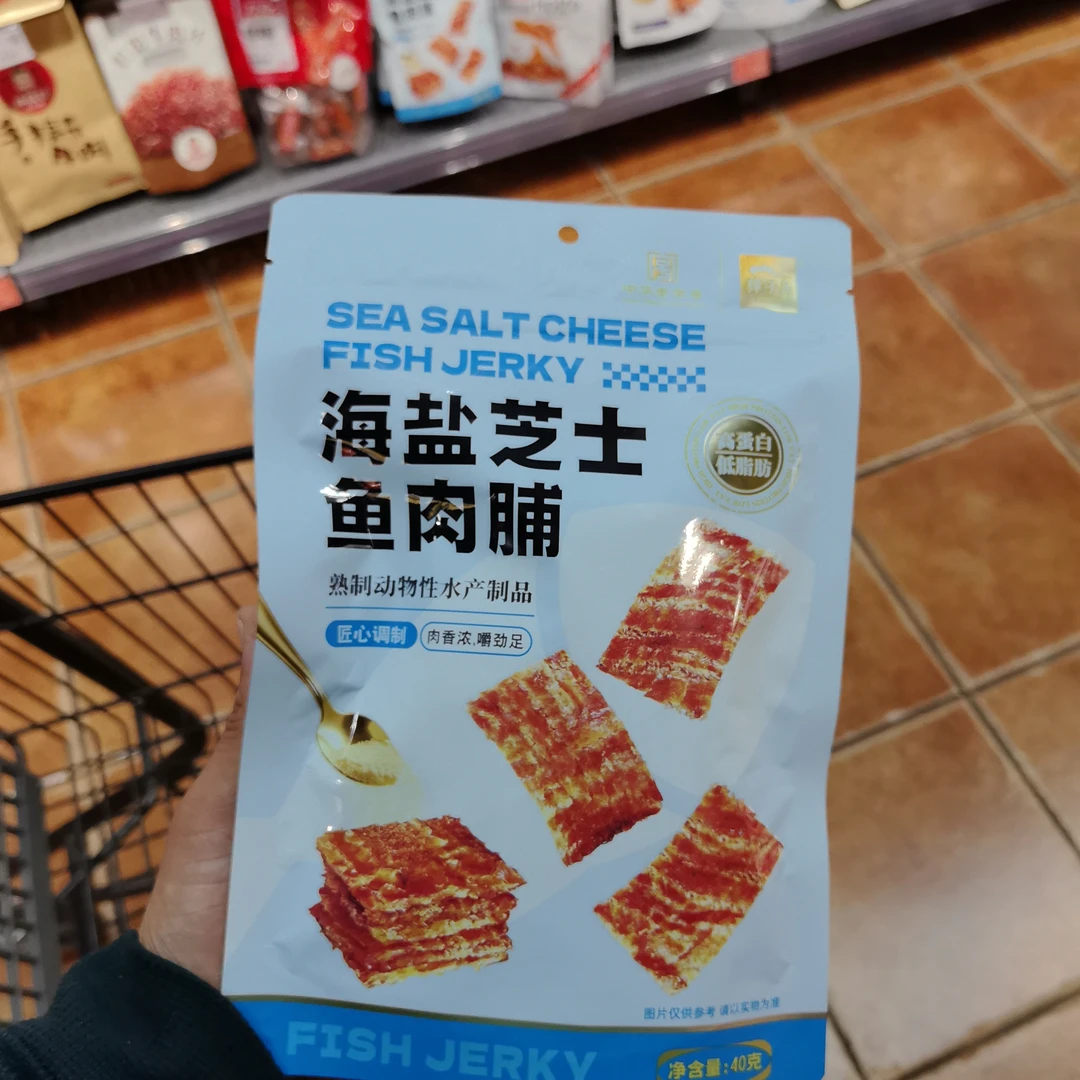 SEA SALT CHEESE
FISH JERKY
海盐芝士
鱼肉脯
高蛋白
低脂肪
熟制动物性水产制品
匠心调制 肉香浓,嚼劲足
图片仅供参考 请以实物为准
FISH JERKY
净含量:40克